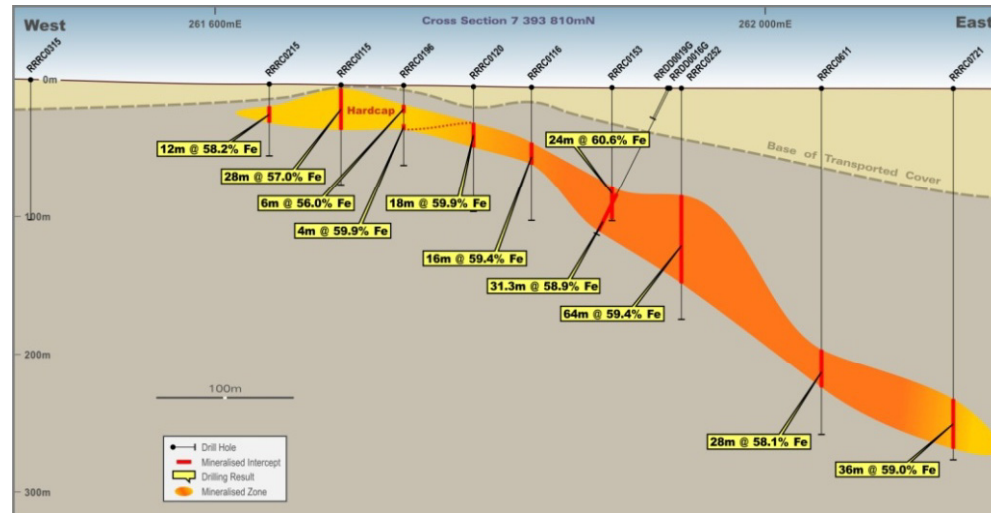 West
261 600mE
Cross Section 7 393 810mN
262 000mE
East
RRRC0315
RRRC0215
RRRC0115
RRRC0196
RRRC0120
RRRC0116
RRRC0153
RRDD0019G
RRDD0016G
RRRC0252
RRRC0611
RRRC0721
0m
Hardcap
24m @ 60.6% Fe
12m @ 58.2% Fe
Base of Transported Cover
28m @ 57.0% Fe
6m @ 56.0% Fe
18m @ 59.9% Fe
100m
4m @ 59.9% Fe
16m @ 59.4% Fe
31.3m @ 58.9% Fe
64m @ 59.4% Fe
200m
100m
28m @ 58.1% Fe
Drill Hole
Mineralised Intercept
Drilling Result
Mineralised Zone
36m @ 59.0% Fe
300m